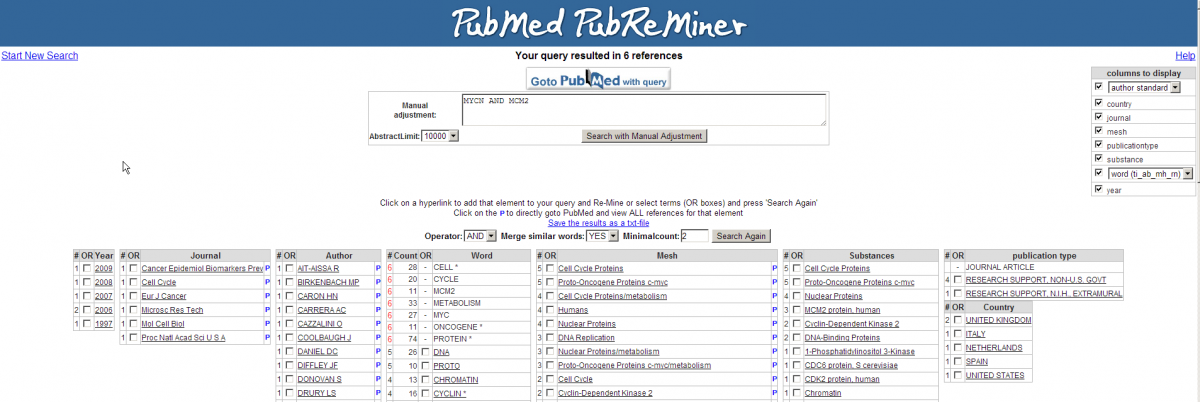 PubMed PubReMiner
Start New Search
Your query resulted in 6 references
Help
Goto PubMed with query
Manual adjustment:
MYCN AND MCM2
AbstractLimit: 10000
Search with Manual Adjustment
columns to display
author standard
country
journal
mesh
publicationtype
substance
word (ti_ab_mh_rn)
year
Click on a hyperlink to add that element to your query and Re-Mine or select terms (OR boxes) and press 'Search Again'
Click on the P to directly goto PubMed and view ALL references for that element
Save the results as a txt-file
Operator: AND Merge similar words: YES Minimalcount: 2 Search Again
# OR Year
1 2009
1 2008
1 2007
2 2006
1 1997
# OR Journal
1 Cancer Epidemiol Biomarkers Prev P
1 Cell Cycle P
1 Eur J Cancer P
1 Microsc Res Tech P
1 Mol Cell Biol P
1 Proc Natl Acad Sci U S A P
# OR Author
1 AIT-AISSA R P
1 BIRKENBACH MP P
1 CARON HN P
1 CARRERA AC P
1 CAZZALINI O P
1 COOLBAUGH J P
1 DANIEL DC P
1 DIFFLEY JF P
1 DONOVAN S P
1 DRURY LS P
# Count OR Word
6 28 - CELL *
6 20 - CYCLE
6 11 - MCM2
6 33 - METABOLISM
6 27 - MYC
6 11 - ONCOGENE *
6 74 - PROTEIN *
5 26 DNA
5 10 PROTO
4 13 CHROMATIN
4 16 CYCLIN *
# OR Mesh
5 Cell Cycle Proteins P
5 Proto-Oncogene Proteins c-myc P
4 Cell Cycle Proteins/metabolism P
4 Humans P
4 Nuclear Proteins P
3 DNA Replication P
3 Nuclear Proteins/metabolism P
3 Proto-Oncogene Proteins c-myc/metabolism P
2 Cell Cycle P
2 Cyclin-Dependent Kinase 2 P
# OR Substances
5 Cell Cycle Proteins P
5 Proto-Oncogene Proteins c-myc P
4 Nuclear Proteins P
3 MCM2 protein, human P
2 Cyclin-Dependent Kinase 2 P
2 DNA-Binding Proteins P
1 1-Phosphatidylinositol 3-Kinase P
1 CDC6 protein, S cerevisiae P
1 CDK2 protein, human P
1 Chromatin P
# OR publication type
- JOURNAL ARTICLE
4 RESEARCH SUPPORT, NON-U.S. GOVT
1 RESEARCH SUPPORT, N.I.H., EXTRAMURAL
# OR Country
2 UNITED KINGDOM
1 ITALY
1 NETHERLANDS
1 SPAIN
1 UNITED STATES